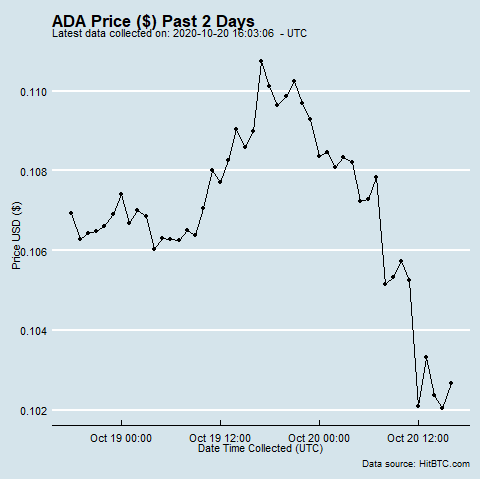 ADA Price ($) Past 2 Days
Latest data collected on: 2020-10-20 16:03:06  - UTC
0.110
0.108
0.106
0.104
0.102
Price USD ($)
Oct 19 00:00 Oct 19 12:00 Oct 20 00:00 Oct 20 12:00
Date Time Collected (UTC)
Data source: HitBTC.com